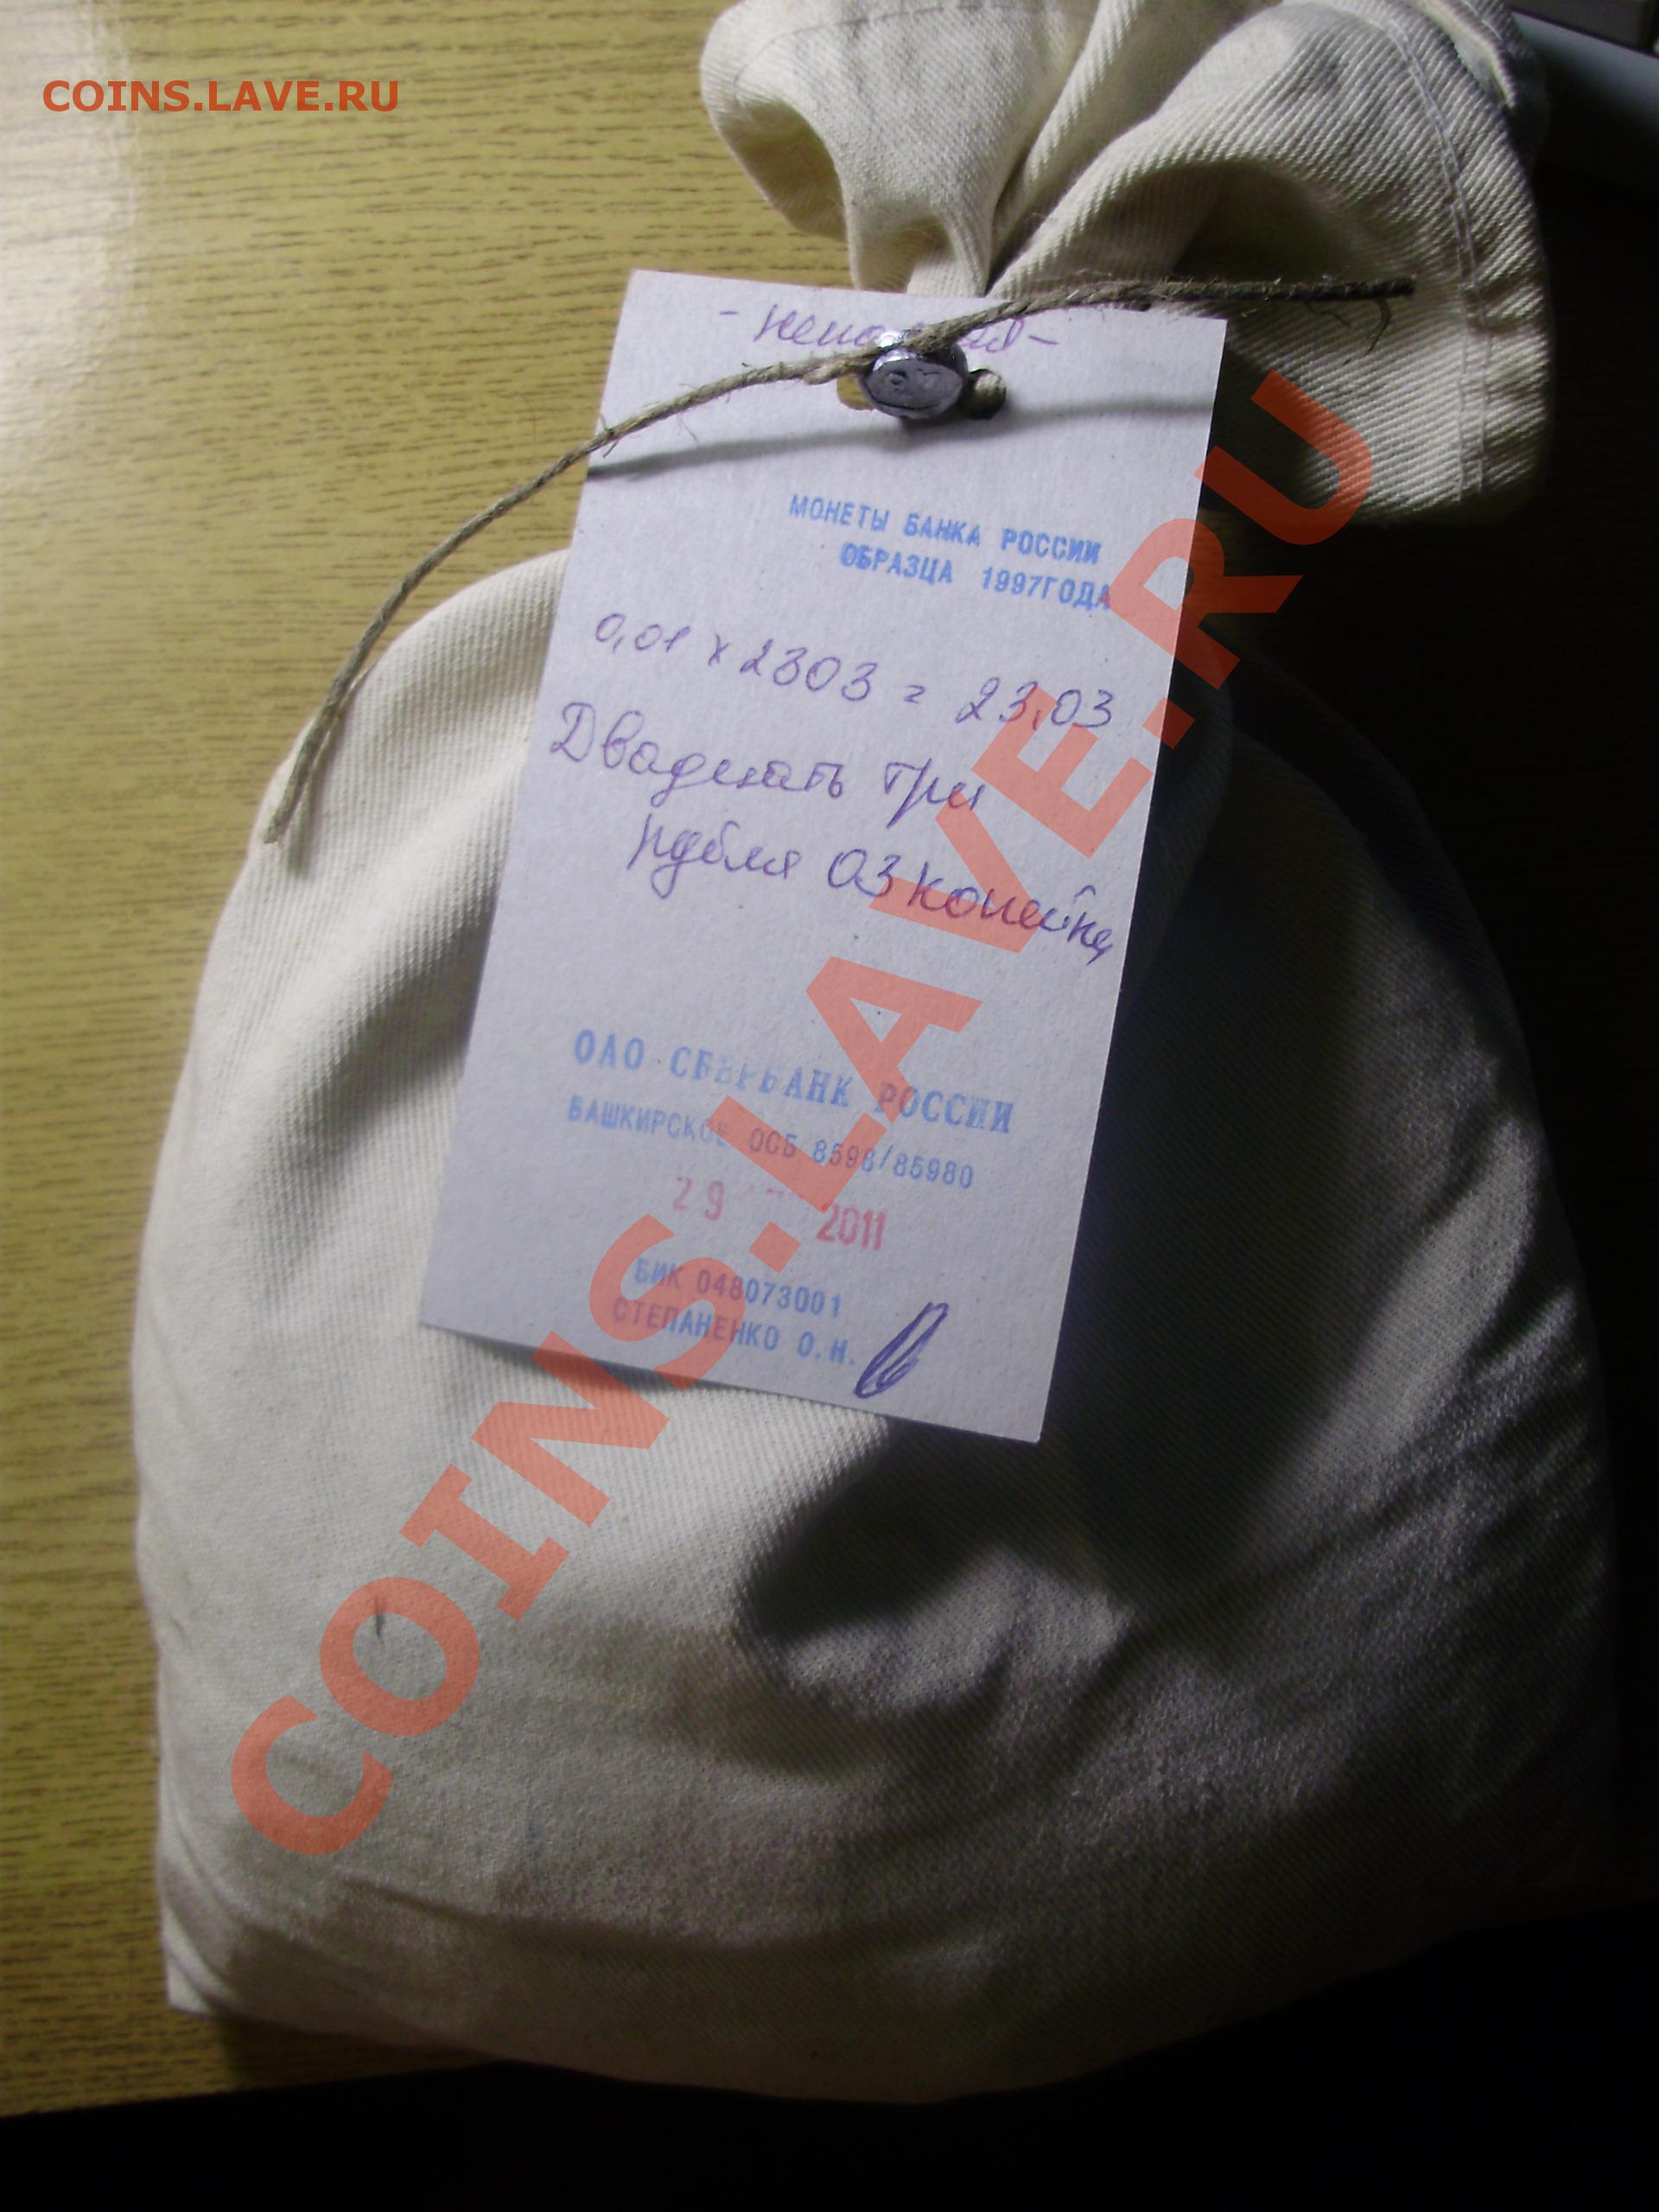 COINS.LAVE.RU
МОНЕТЫ БАНКА РОССИИ
ОБРАЗЦА 1997ГОДА
0,01 х 2303 = 23,03
Двадцать три
рубля 03 копейки
ОАО СБЕРБАНК РОССИИ
БАШКИРСКОЕ ОСБ 8598/85980
29 2011
БИК 048073001
СТЕПАНЕНКО О.Н.
COINS.LAVE.RU